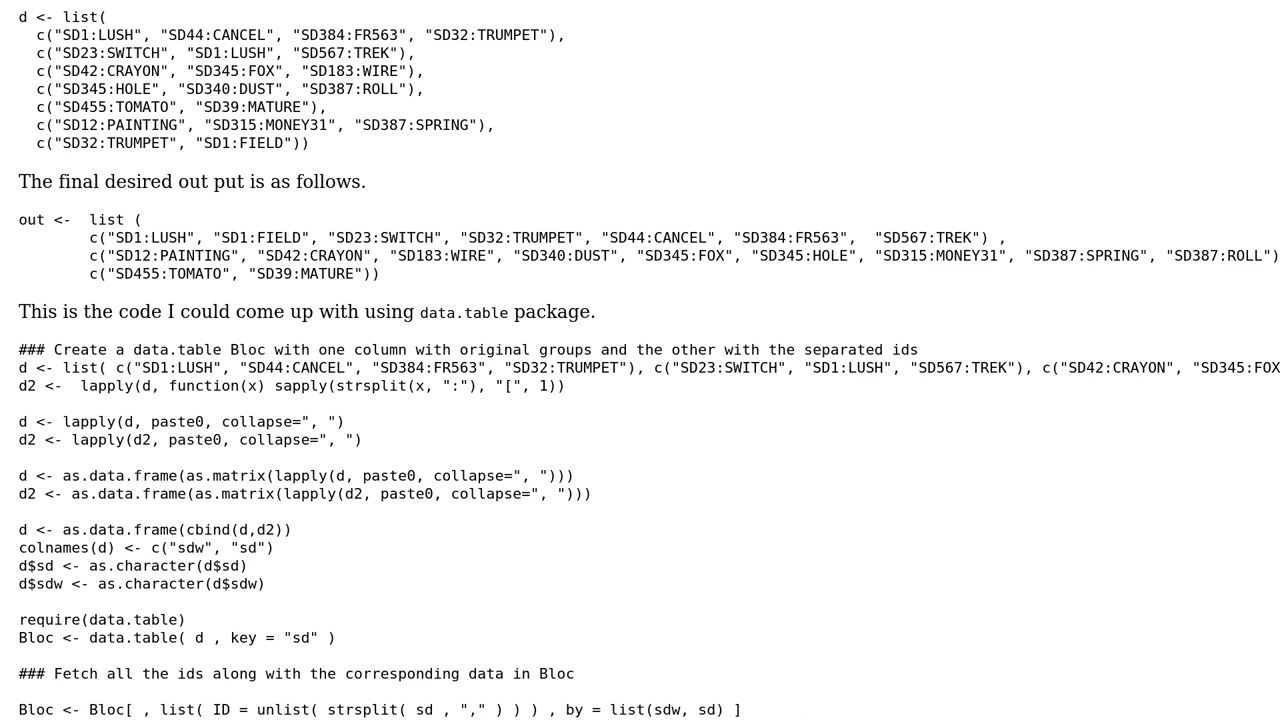 d <- list(
  c("SD1:LUSH", "SD44:CANCEL", "SD384:FR563", "SD32:TRUMPET"),
  c("SD23:SWITCH", "SD1:LUSH", "SD567:TREK"),
  c("SD42:CRAYON", "SD345:FOX", "SD183:WIRE"),
  c("SD345:HOLE", "SD340:DUST", "SD387:ROLL"),
  c("SD455:TOMATO", "SD39:MATURE"),
  c("SD12:PAINTING", "SD315:MONEY31", "SD387:SPRING"),
  c("SD32:TRUMPET", "SD1:FIELD"))
The final desired out put is as follows.
out <-  list (
        c("SD1:LUSH", "SD1:FIELD", "SD23:SWITCH", "SD32:TRUMPET", "SD44:CANCEL", "SD384:FR563",  "SD567:TREK") ,
        c("SD12:PAINTING", "SD42:CRAYON", "SD183:WIRE", "SD340:DUST", "SD345:FOX", "SD345:HOLE", "SD315:MONEY31", "SD387:SPRING", "SD387:ROLL")
        c("SD455:TOMATO", "SD39:MATURE"))
This is the code I could come up with using data.table package.
### Create a data.table Bloc with one column with original groups and the other with the separated ids
d <- list( c("SD1:LUSH", "SD44:CANCEL", "SD384:FR563", "SD32:TRUMPET"), c("SD23:SWITCH", "SD1:LUSH", "SD567:TREK"), c("SD42:CRAYON", "SD345:FOX
d2 <-  lapply(d, function(x) sapply(strsplit(x, ":"), "[", 1))
d <- lapply(d, paste0, collapse=", ")
d2 <- lapply(d2, paste0, collapse=", ")
d <- as.data.frame(as.matrix(lapply(d, paste0, collapse=", ")))
d2 <- as.data.frame(as.matrix(lapply(d2, paste0, collapse=", ")))
d <- as.data.frame(cbind(d,d2))
colnames(d) <- c("sdw", "sd")
d$sd <- as.character(d$sd)
d$sdw <- as.character(d$sdw)
require(data.table)
Bloc <- data.table( d , key = "sd" )
### Fetch all the ids along with the corresponding data in Bloc
Bloc <- Bloc[ , list( ID = unlist( strsplit( sd , "," ) ) ) , by = list(sdw, sd) ]